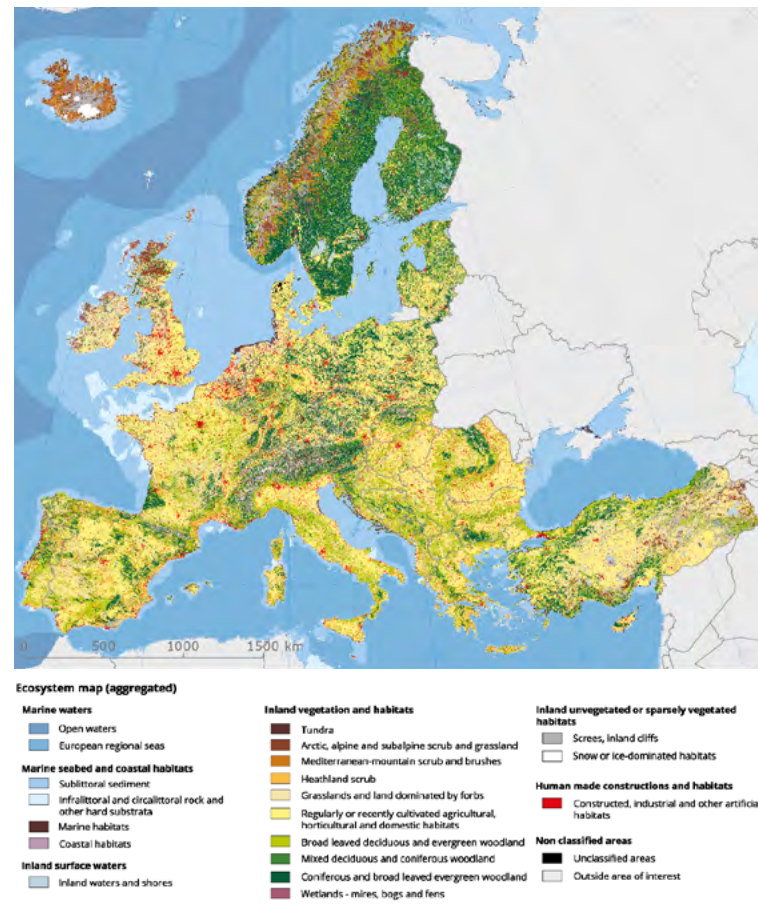 0 500 1000 1500 km
Ecosystem map (aggregated)
Marine waters
Open waters
European regional seas
Marine seabed and coastal habitats
Sublittoral sediment
Infralittoral and circalittoral rock and
other hard substrata
Marine habitats
Coastal habitats
Inland surface waters
Inland waters and shores
Inland vegetation and habitats
Tundra
Arctic, alpine and subalpine scrub and grassland
Mediterranean-mountain scrub and brushes
Heathland scrub
Grasslands and land dominated by forbs
Regularly or recently cultivated agricultural,
horticultural and domestic habitats
Broad leaved deciduous and evergreen woodland
Mixed deciduous and coniferous woodland
Coniferous and broad leaved evergreen woodland
Wetlands - mires, bogs and fens
Inland unvegetated or sparsely vegetated
habitats
Screes, inland cliffs
Snow or ice-dominated habitats
Human made constructions and habitats
Constructed, industrial and other artificia
habitats
Non classified areas
Unclassified areas
Outside area of interest